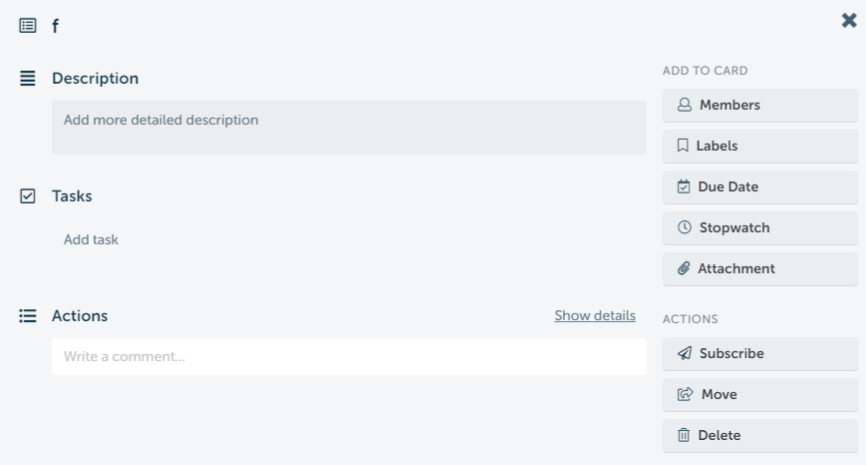 f
Description
Add more detailed description
Tasks
Add task
Actions
Show details
Write a comment...
ADD TO CARD
Members
Labels
Due Date
Stopwatch
Attachment
ACTIONS
Subscribe
Move
Delete